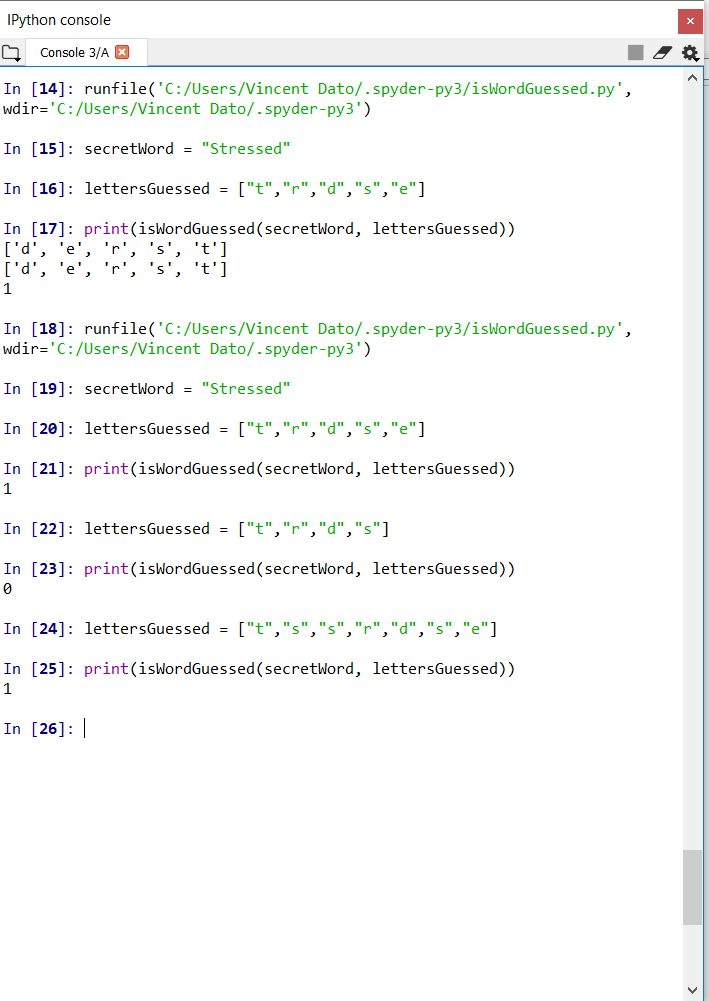 IPython console
Console 3/A
In [14]: runfile('C:/Users/Vincent Dato/.spyder-py3/isWordGuessed.py',
wdir='C:/Users/Vincent Dato/.spyder-py3')
In [15]: secretWord = "Stressed"
In [16]: lettersGuessed = ["t","r","d","s","e"]
In [17]: print(isWordGuessed(secretWord, lettersGuessed))
['d', 'e', 'r', 's', 't']
['d', 'e', 'r', 's', 't']
1
In [18]: runfile('C:/Users/Vincent Dato/.spyder-py3/isWordGuessed.py',
wdir='C:/Users/Vincent Dato/.spyder-py3')
In [19]: secretWord = "Stressed"
In [20]: lettersGuessed = ["t","r","d","s","e"]
In [21]: print(isWordGuessed(secretWord, lettersGuessed))
1
In [22]: lettersGuessed = ["t","r","d","s"]
In [23]: print(isWordGuessed(secretWord, lettersGuessed))
0
In [24]: lettersGuessed = ["t","s","s","r","d","s","e"]
In [25]: print(isWordGuessed(secretWord, lettersGuessed))
1
In [26]: